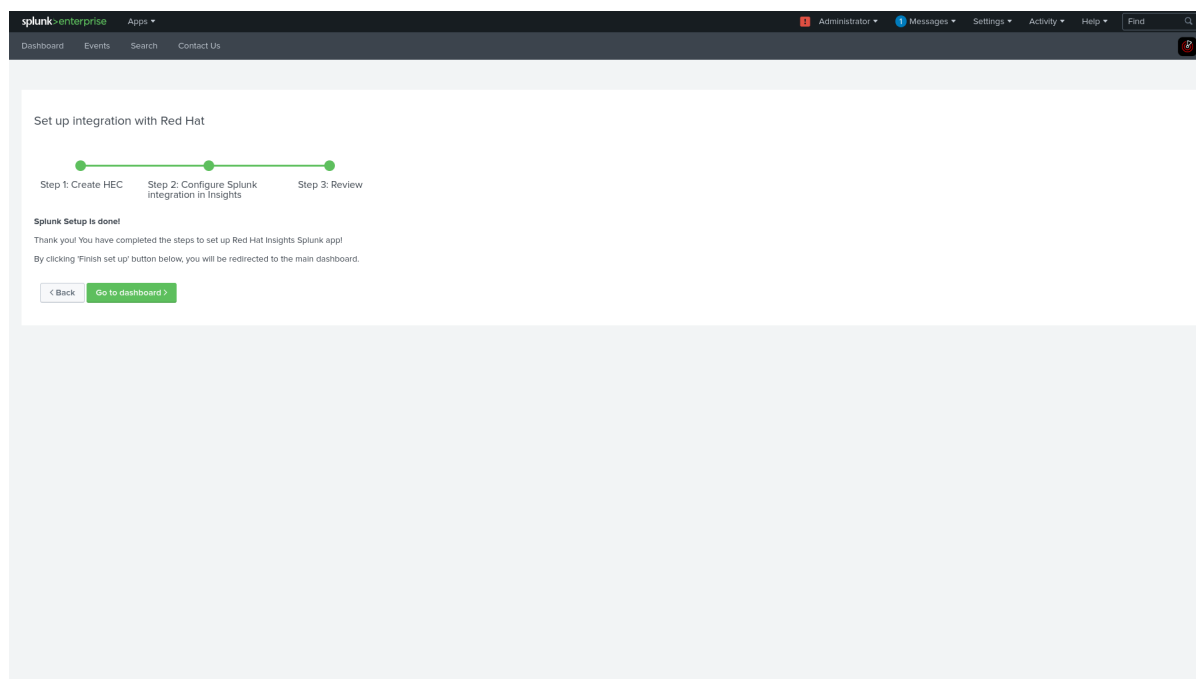 splunk>enterprise Apps ▾ ! Administrator ▾ 1 Messages ▾ Settings ▾ Activity ▾ Help ▾ Find
Dashboard Events Search Contact Us
Set up integration with Red Hat
Step 1: Create HEC Step 2: Configure Splunk Step 3: Review
integration in Insights
Splunk Setup Is done!
Thank you! You have completed the steps to set up Red Hat Insights Splunk app!
By clicking 'Finish set up' button below, you will be redirected to the main dashboard.
< Back Go to dashboard >